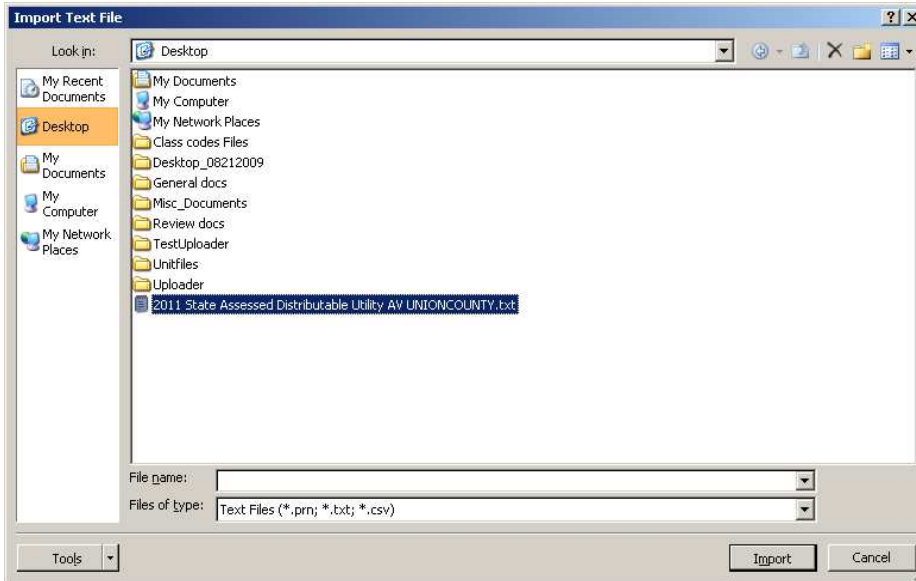 Import Text File
Look in:
Desktop
My Recent
Documents
Desktop
My
Documents
My
Computer
My Network
Places
My Documents
My Computer
My Network Places
Class codes Files
Desktop_08212009
General docs
Misc_Documents
Review docs
TestUploader
Unitfiles
Uploader
2011 State Assessed Distributable Utility AV UNIONCOUNTY.txt
File name:
Files of type:
Text Files (*.prn; *.txt; *.csv)
Tools
Import
Cancel